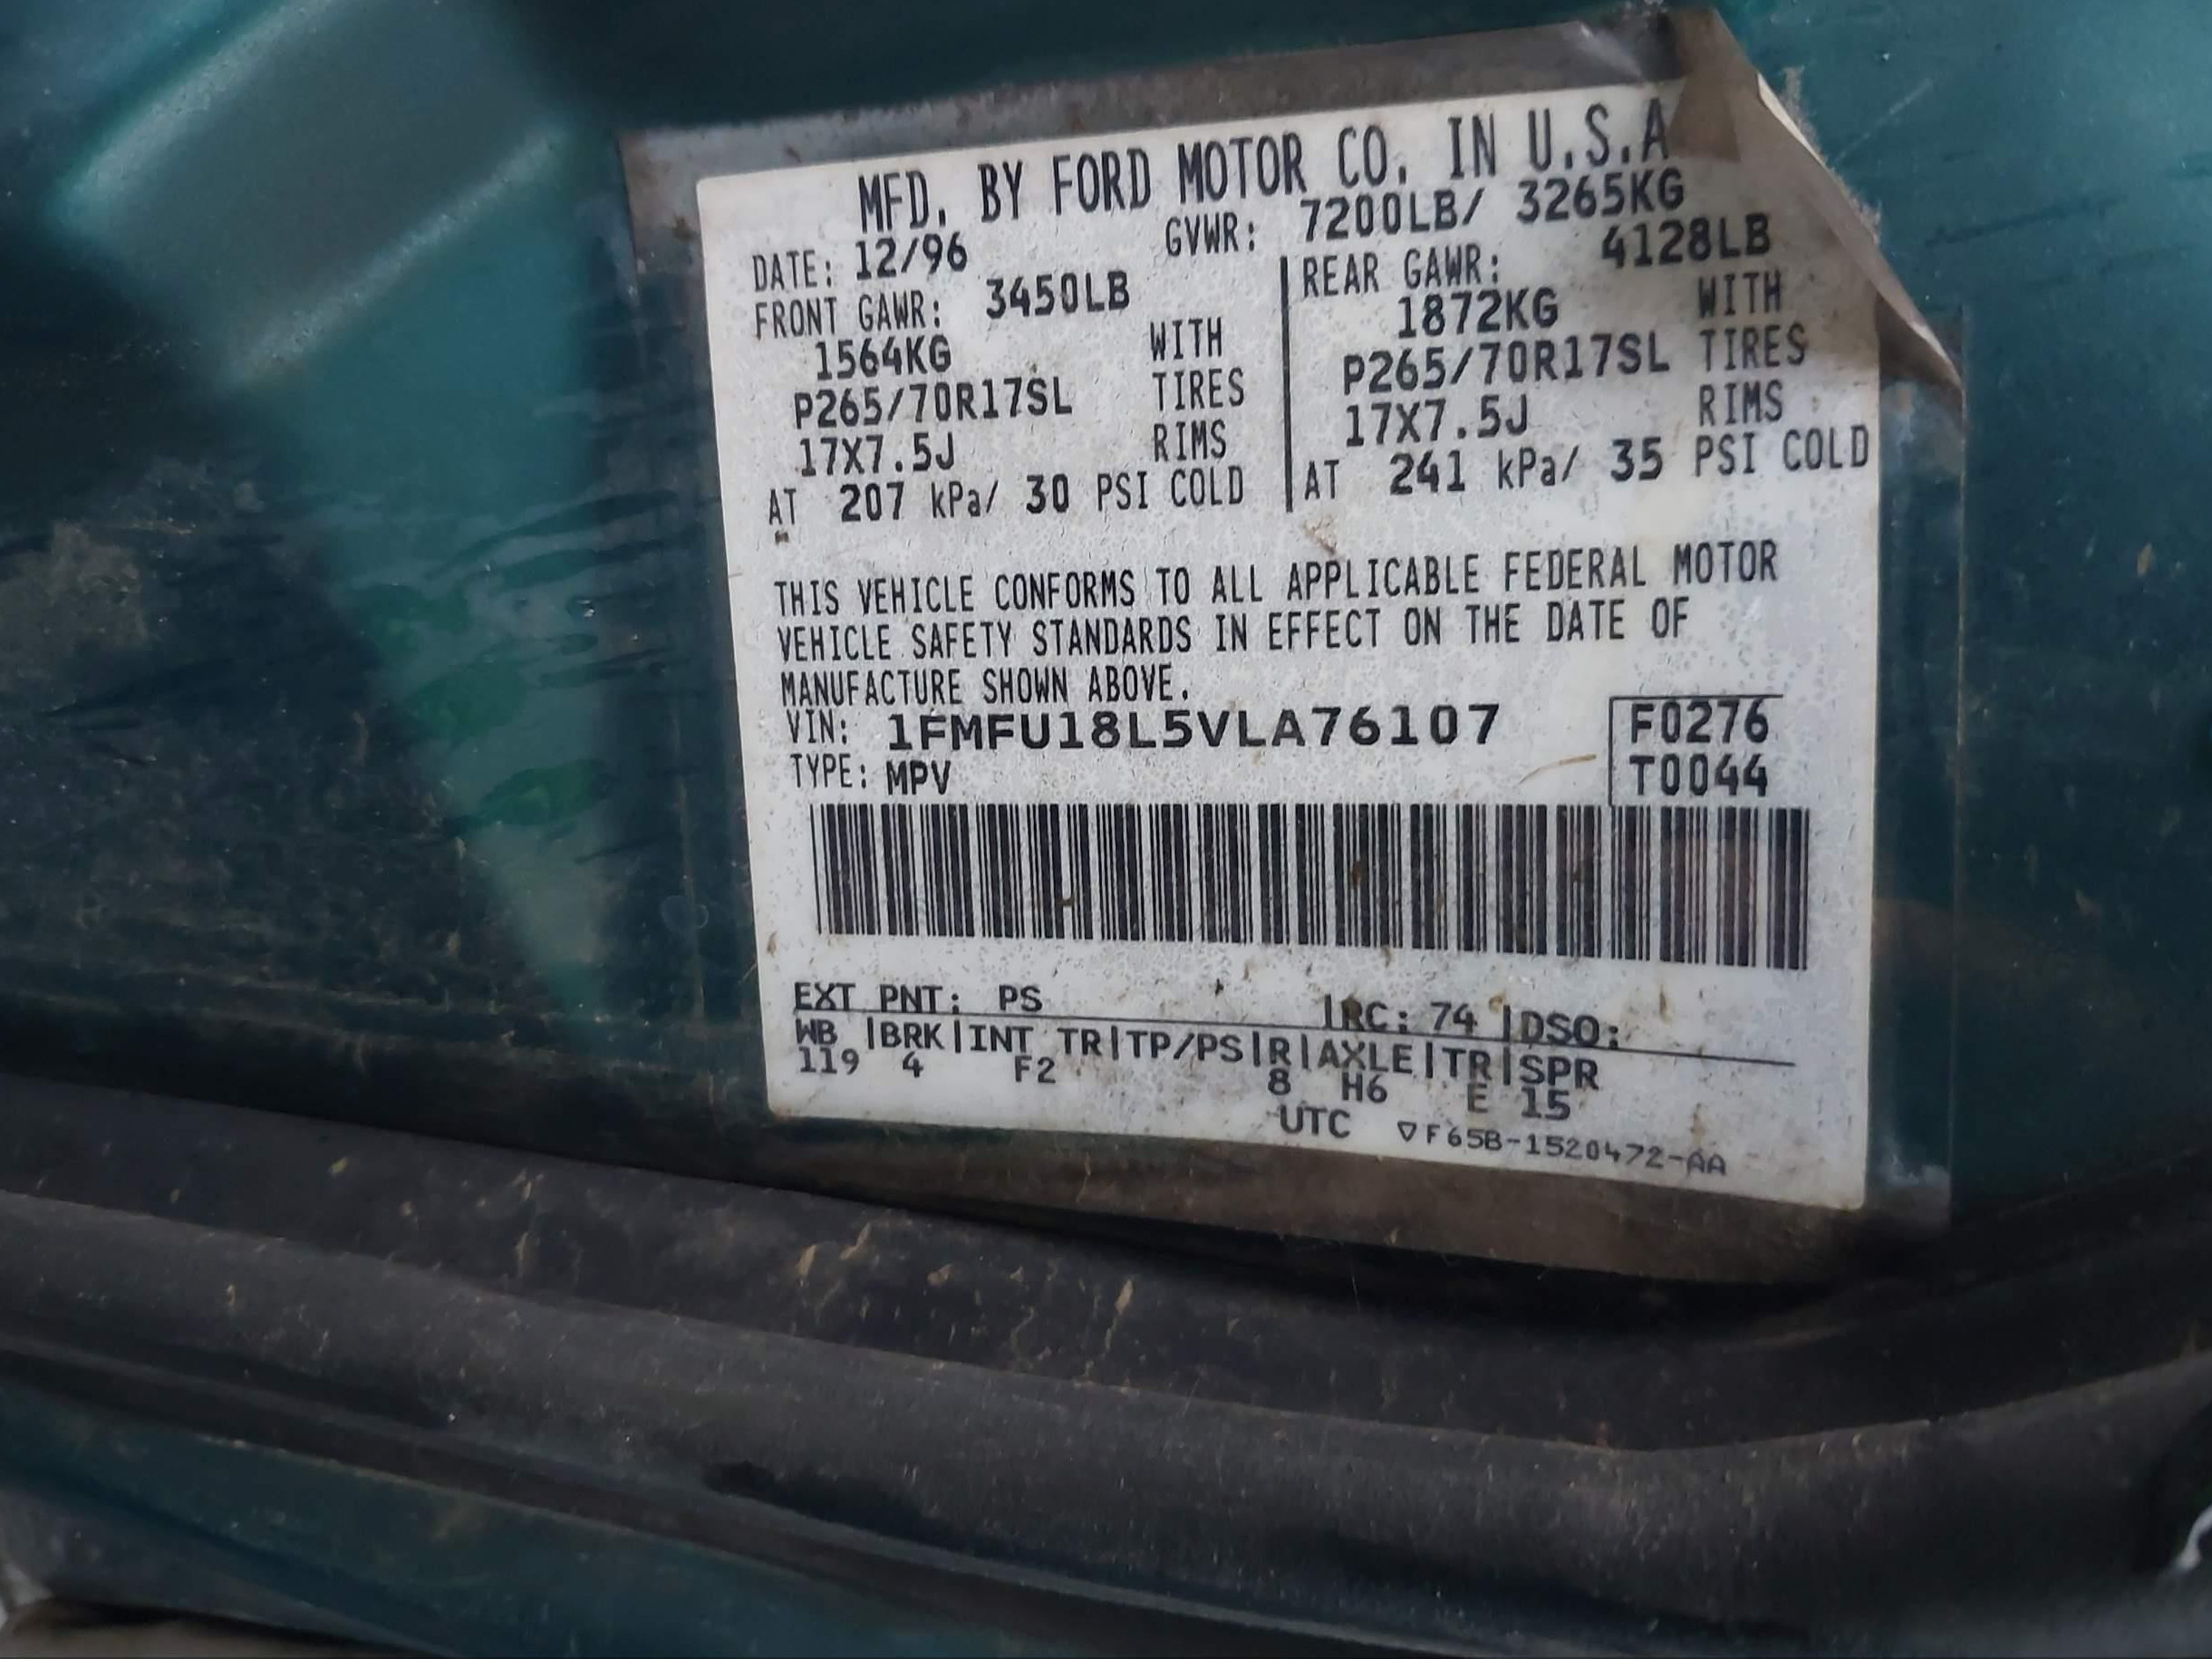 MFD. BY FORD MOTOR CO. IN U.S.A
DATE: 12/96 GVWR: 7200LB/ 3265KG
FRONT GAWR: 3450LB
1564KG WITH
P265/70R17SL TIRES
17X7.5J RIMS
AT 207 kPa/ 30 PSI COLD
REAR GAWR: 4128LB
1872KG WITH
P265/70R17SL TIRES
17X7.5J RIMS
AT 241 kPa/ 35 PSI COLD
THIS VEHICLE CONFORMS TO ALL APPLICABLE FEDERAL MOTOR
VEHICLE SAFETY STANDARDS IN EFFECT ON THE DATE OF
MANUFACTURE SHOWN ABOVE.
VIN: 1FMFU18L5VLA76107 F0276
TYPE: MPV T0044
EXT PNT: PS |RC: 74 |DSO:
WB |BRK|INT TR|TP/PS|R|AXLE|TR|SPR
119 4 F2 8 H6 E 15
UTC ▽F65B-1520472-AA